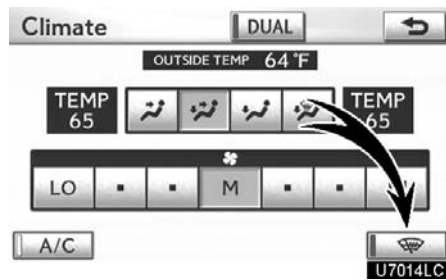 Climate DUAL
OUTSIDE TEMP 64°F
TEMP
65
TEMP
65
LO M
A/C
U7014LC